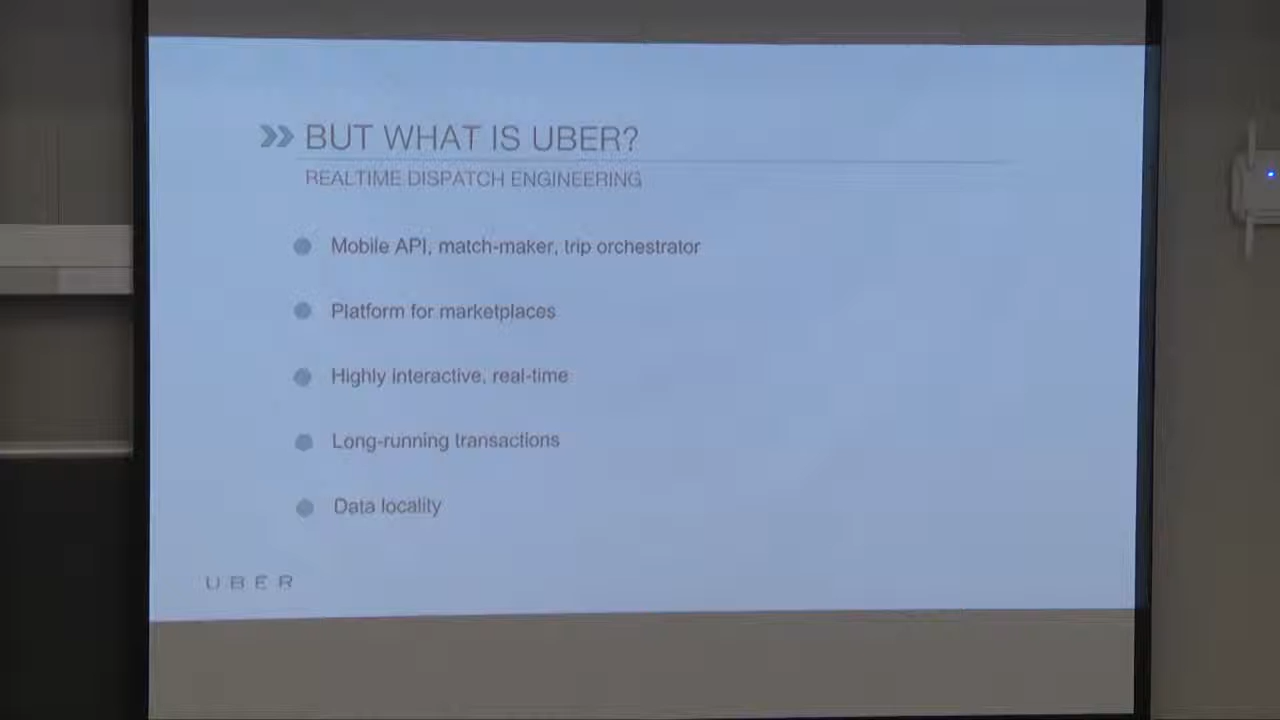 BUT WHAT IS UBER?
REALTIME DISPATCH ENGINEERING
Mobile API, match-maker, trip orchestrator
Platform for marketplaces
Highly interactive, real-time
Long-running transactions
Data locality
UBER